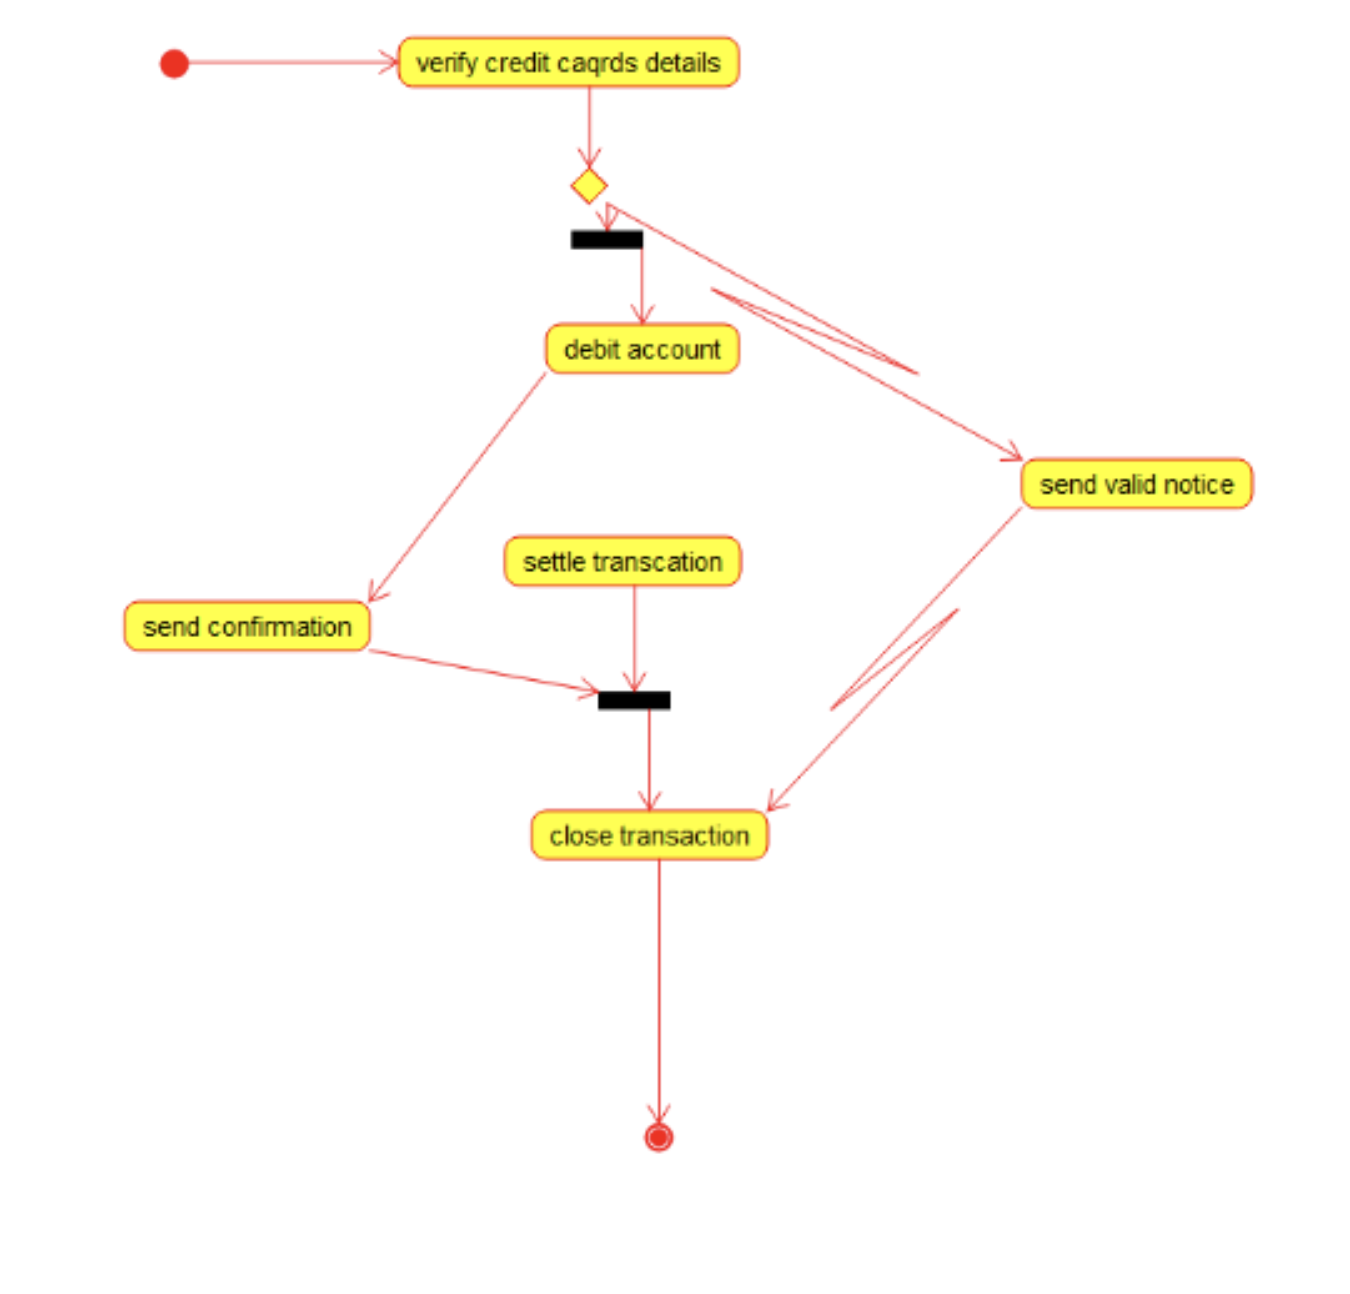 verify credit caqrds details
debit account
send valid notice
settle transcation
send confirmation
close transaction